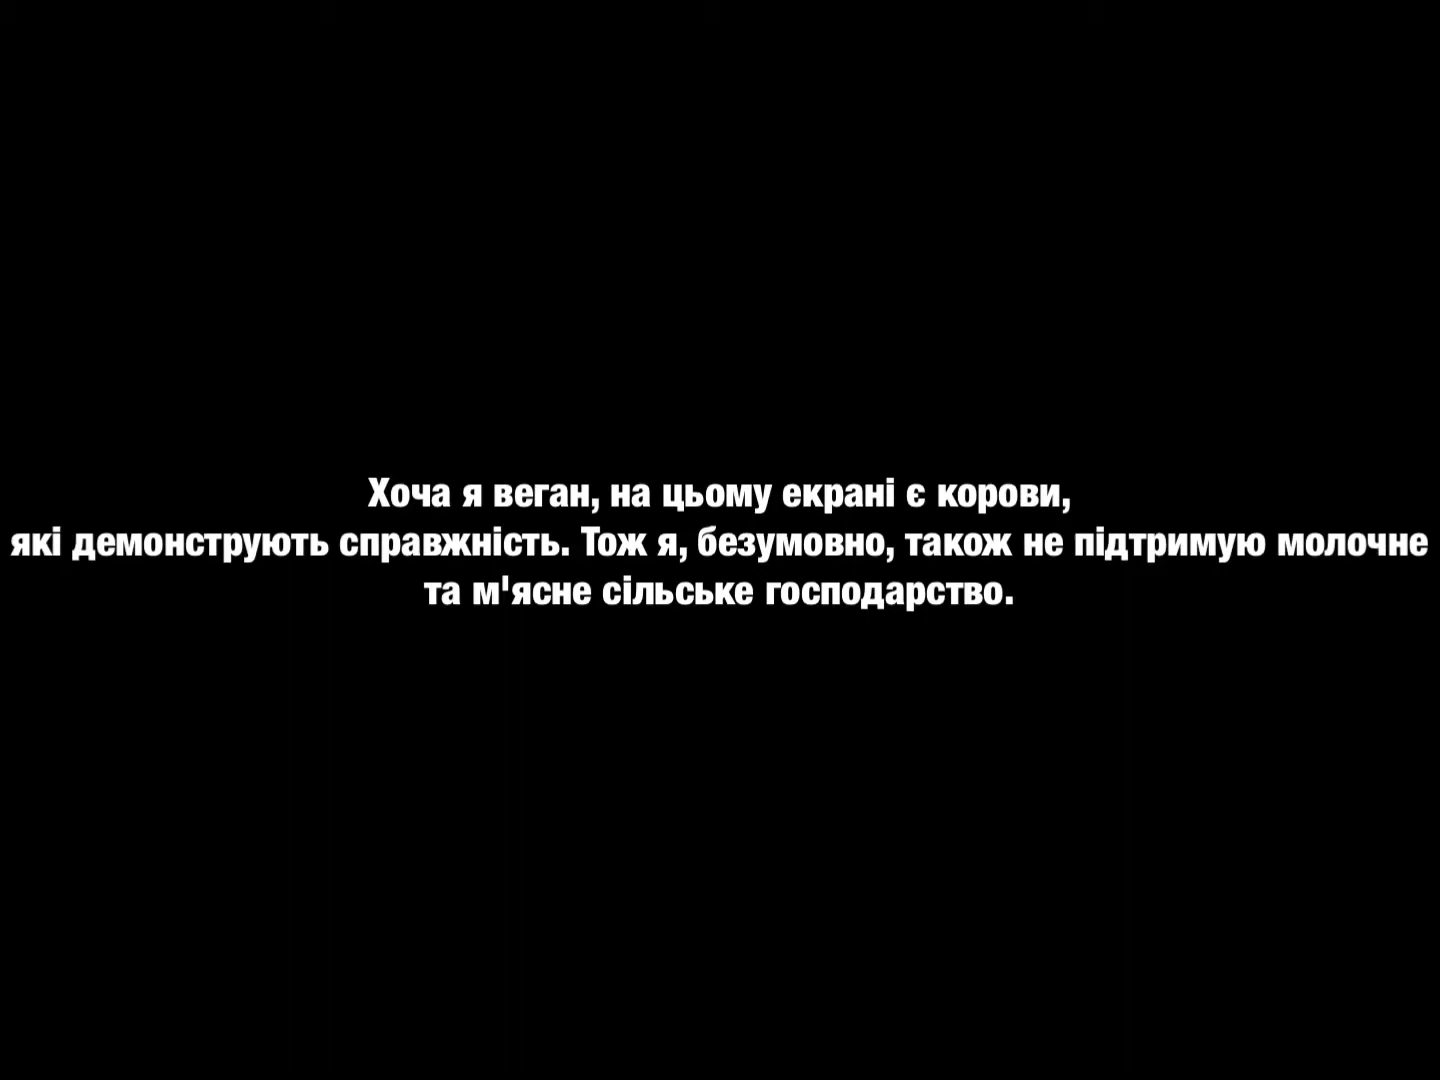 Хоча я веган, на цьому екрані є корови,
які демонструють справжність. Тож я, безумовно, також не підтримую молочне
та м'ясне сільське господарство.